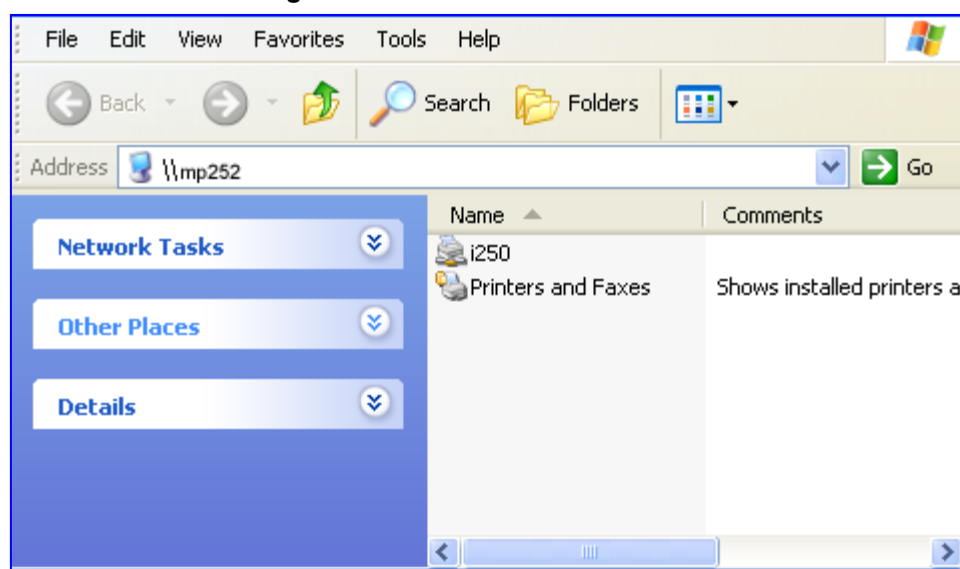 File Edit View Favorites Tools Help
Back Search Folders
Address \\mp252 Go
Network Tasks
Other Places
Details
Name Comments
i250
Printers and Faxes Shows installed printers a